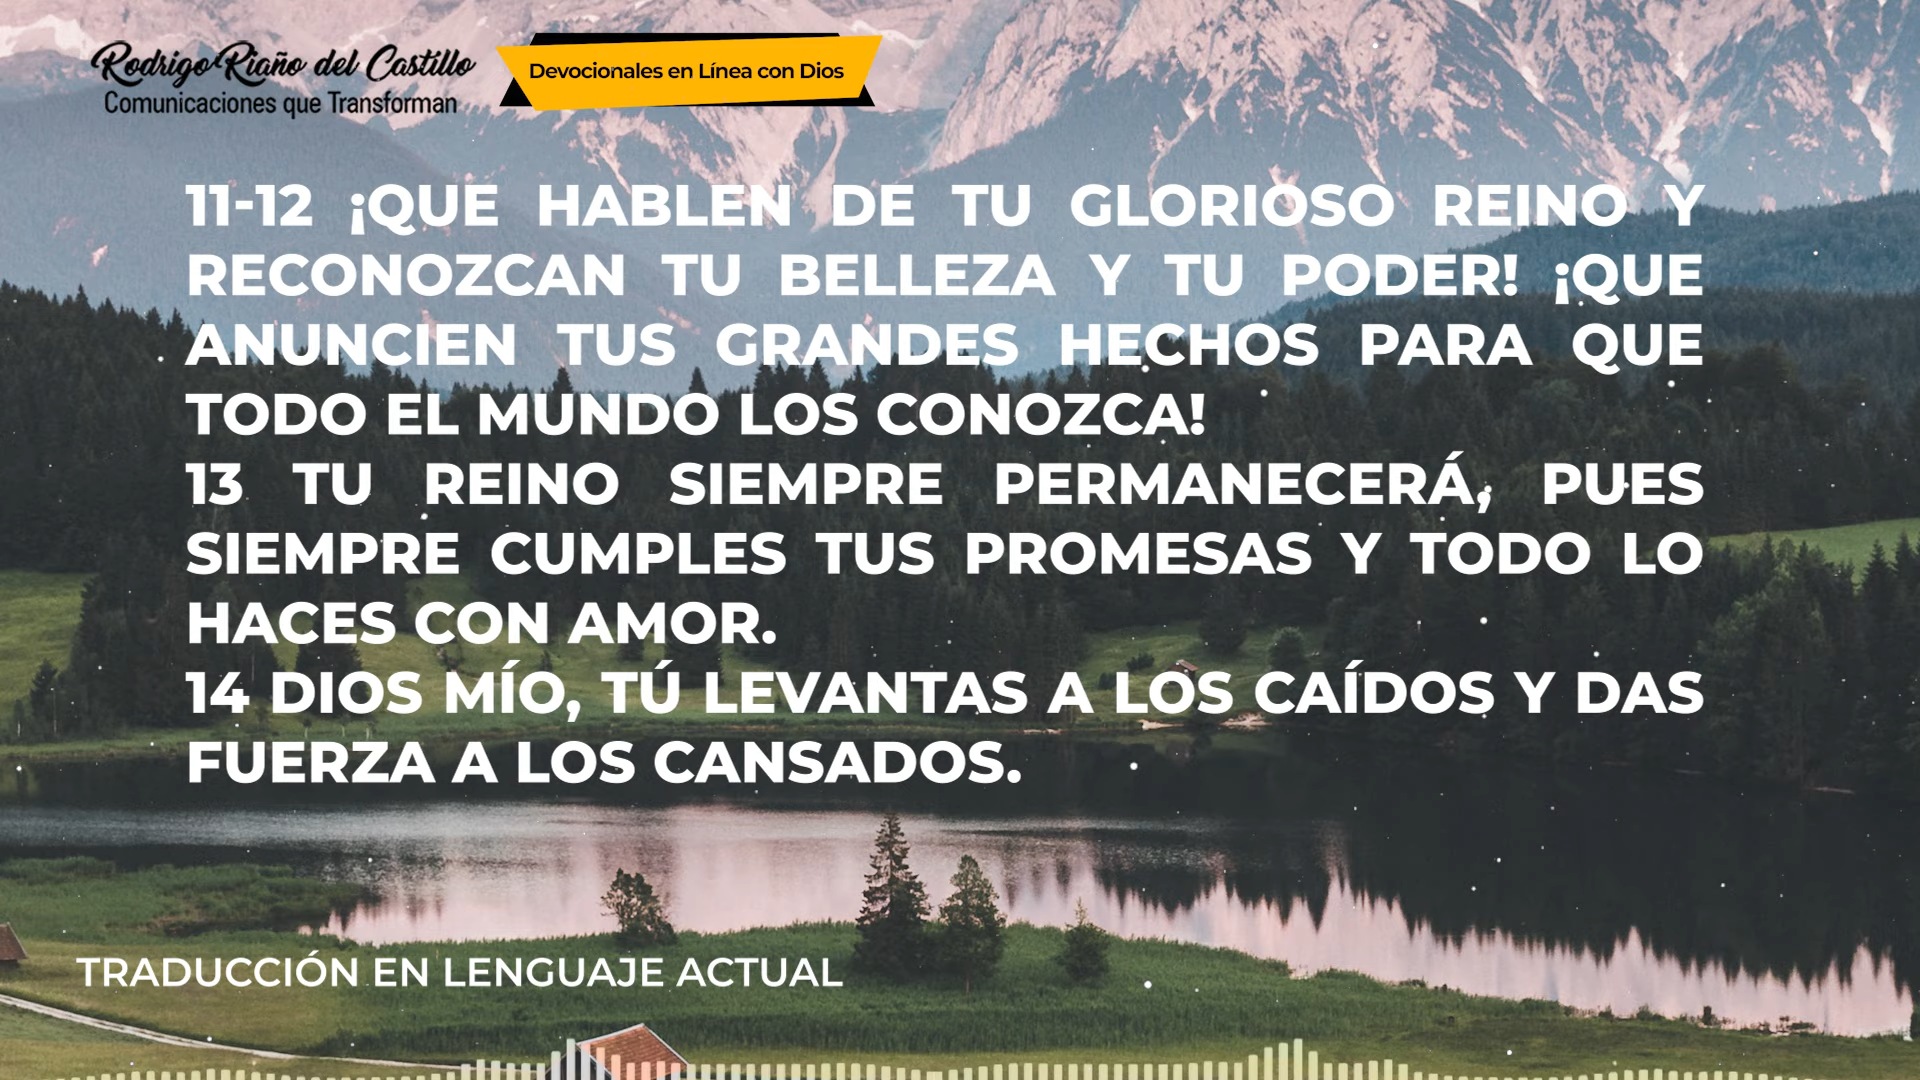 Rodrigo Riaño del Castillo
Comunicaciones que Transforman
Devocionales en Línea con Dios
11-12 ¡QUE HABLEN DE TU GLORIOSO REINO Y
RECONOZCAN TU BELLEZA Y TU PODER! ¡QUE
ANUNCIEN TUS GRANDES HECHOS PARA QUE
TODO EL MUNDO LOS CONOZCA!
13 TU REINO SIEMPRE PERMANECERÁ, PUES
SIEMPRE CUMPLES TUS PROMESAS Y TODO LO
HACES CON AMOR.
14 DIOS MÍO, TÚ LEVANTAS A LOS CAÍDOS Y DAS
FUERZA A LOS CANSADOS.
TRADUCCIÓN EN LENGUAJE ACTUAL